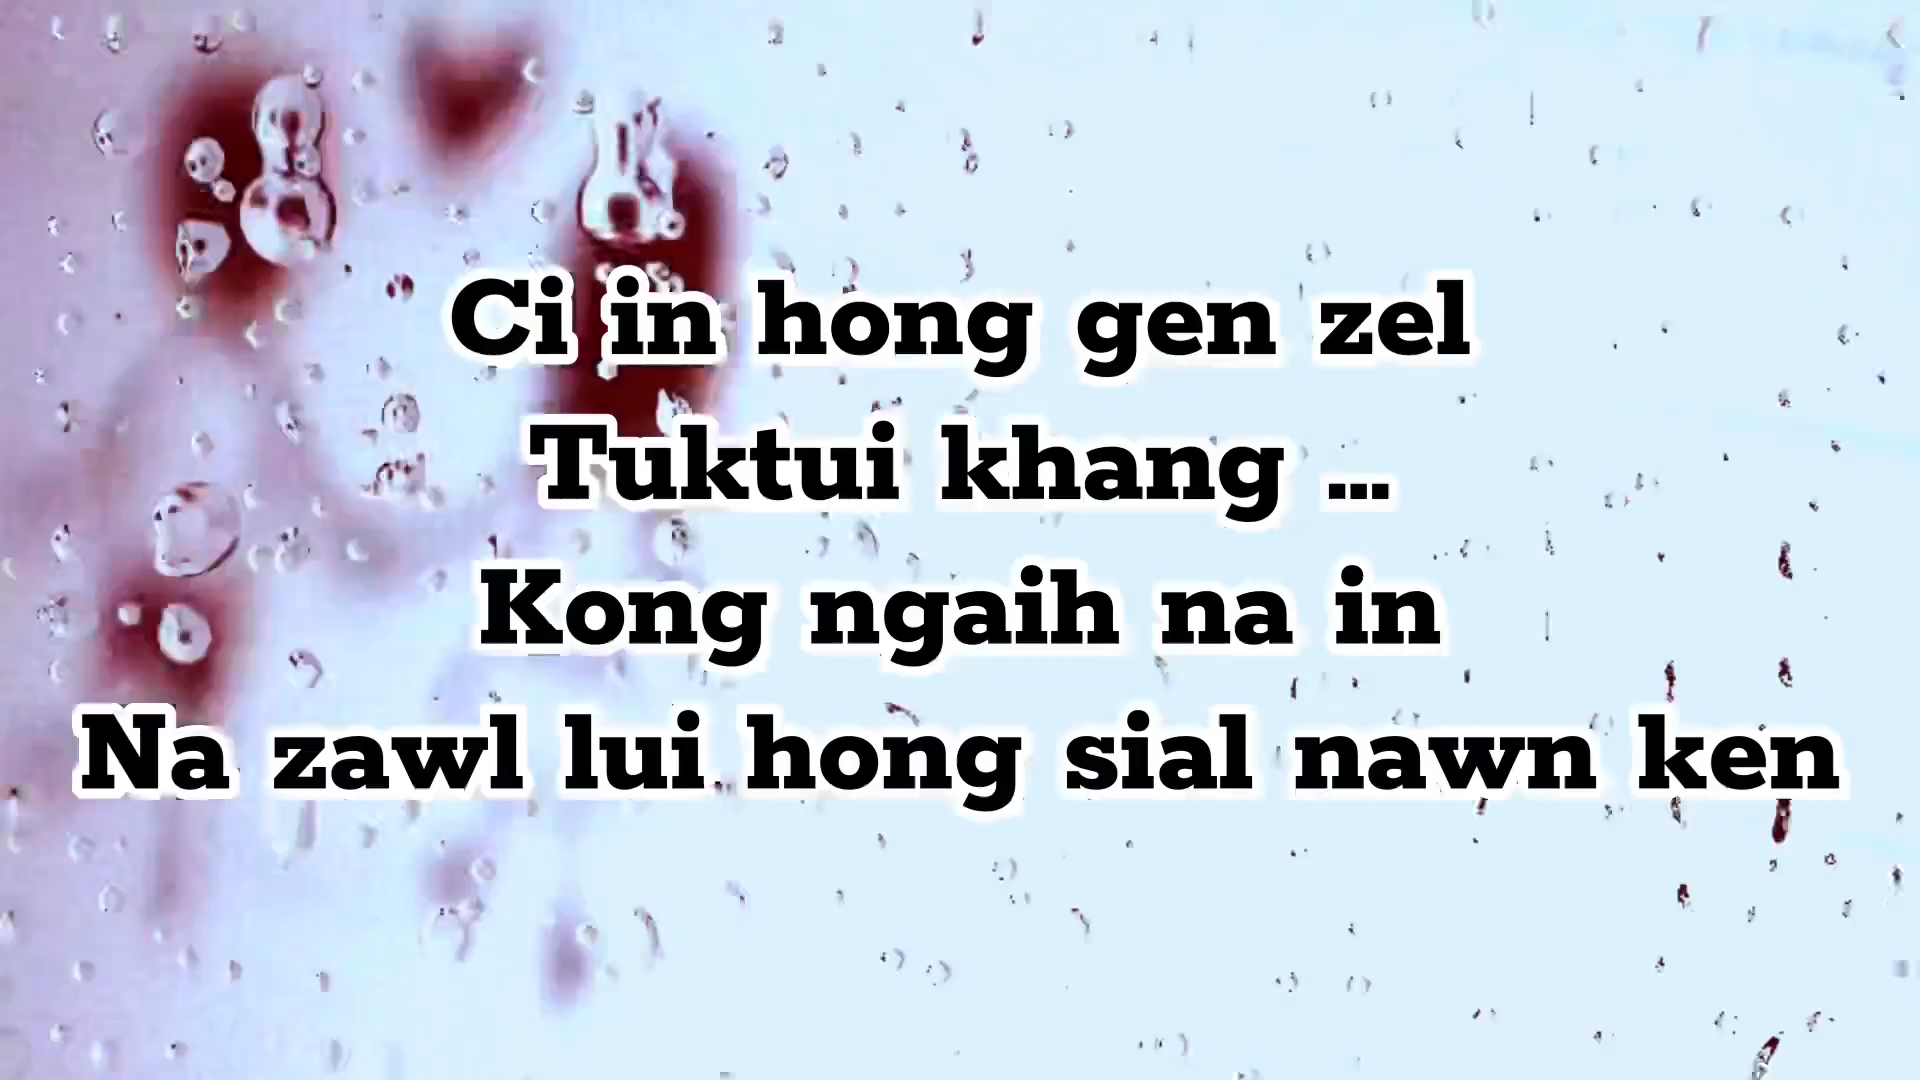 Ci in hong gen zel
Tuktui khang ...
Kong ngaih na in
Na zawl lui hong sial nawn ken